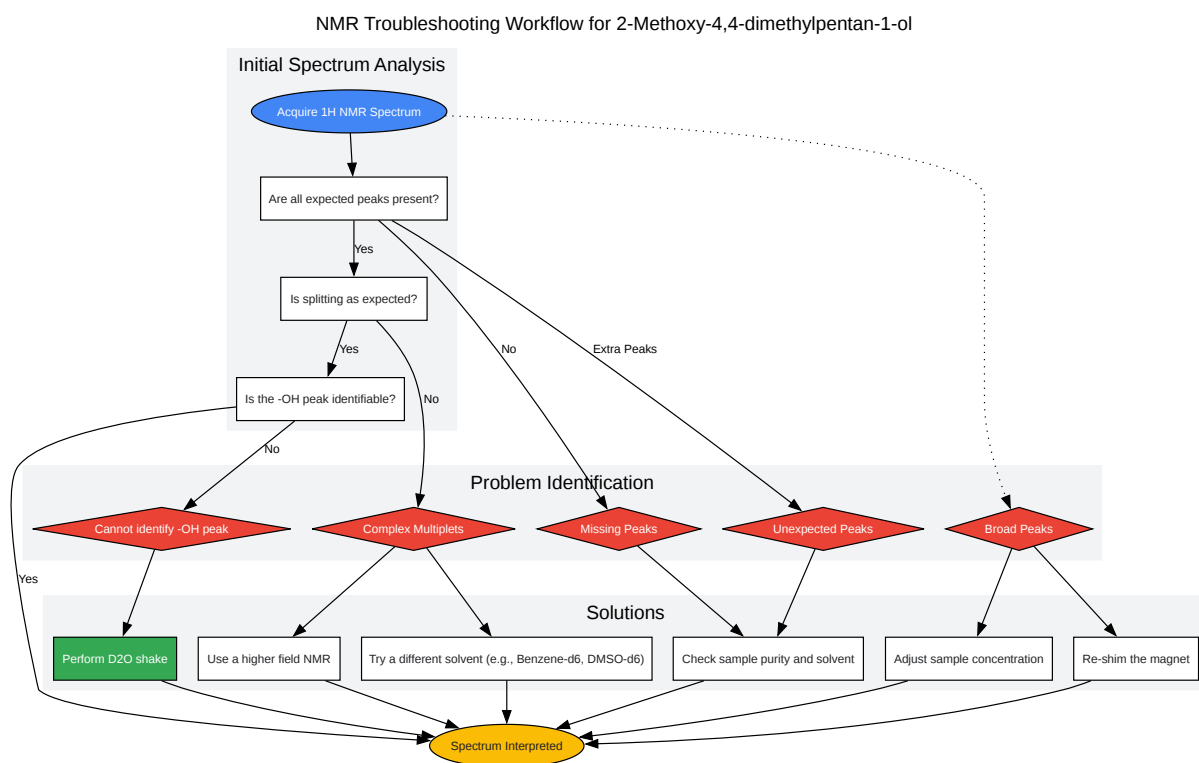 NMR Troubleshooting Workflow for 2-Methoxy-4,4-dimethylpentan-1-ol
Initial Spectrum Analysis
Acquire 1H NMR Spectrum
Are all expected peaks present?
Yes
Is splitting as expected?
Yes
No
Extra Peaks
Is the -OH peak identifiable?
No
No
Problem Identification
Cannot identify -OH peak
Complex Multiplets
Missing Peaks
Unexpected Peaks
Broad Peaks
Yes
Solutions
Perform D2O shake
Use a higher field NMR
Try a different solvent (e.g., Benzene-d6, DMSO-d6)
Check sample purity and solvent
Adjust sample concentration
Re-shim the magnet
Spectrum Interpreted